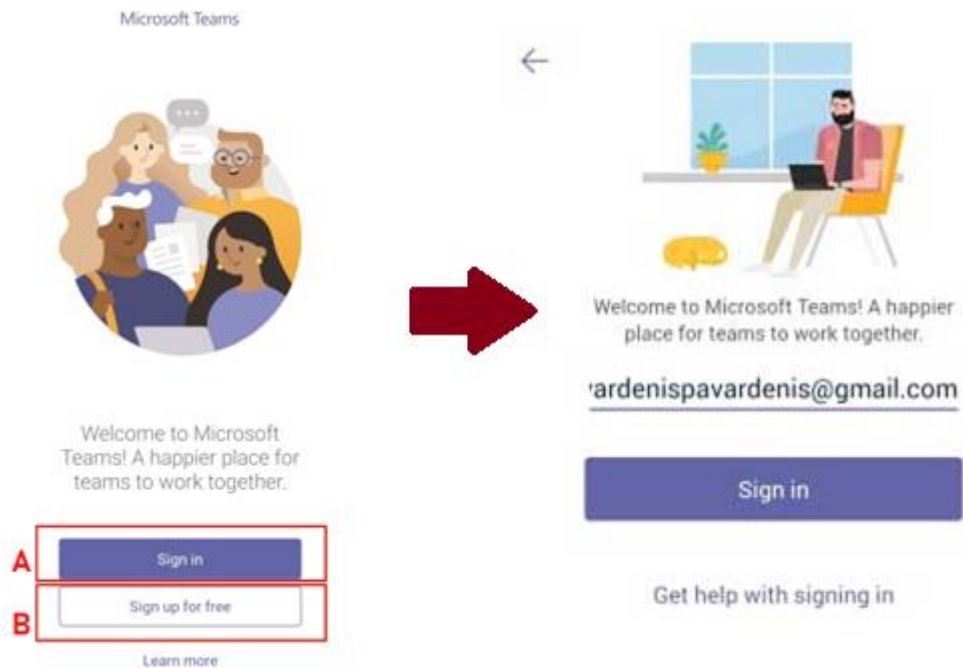 Microsoft Teams
Welcome to Microsoft
Teams! A happier place for
teams to work together.
A
Sign in
B
Sign up for free
Learn more
Welcome to Microsoft Teams! A happier
place for teams to work together.
ardenispavardenis@gmail.com
Sign in
Get help with signing in